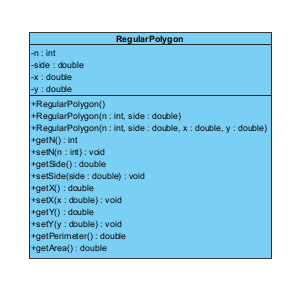 RegularPolygon
-n : int
-side : double
-x : double
-y : double
+RegularPolygon()
+RegularPolygon(n : int, side : double)
+RegularPolygon(n : int, side : double, x : double, y : double)
+getN() : int
+setN(n : int) : void
+getSide() : double
+setSide(side : double) : void
+getX() : double
+setX(x : double) : void
+getY() : double
+setY(y : double) : void
+getPerimeter() : double
+getArea() : double